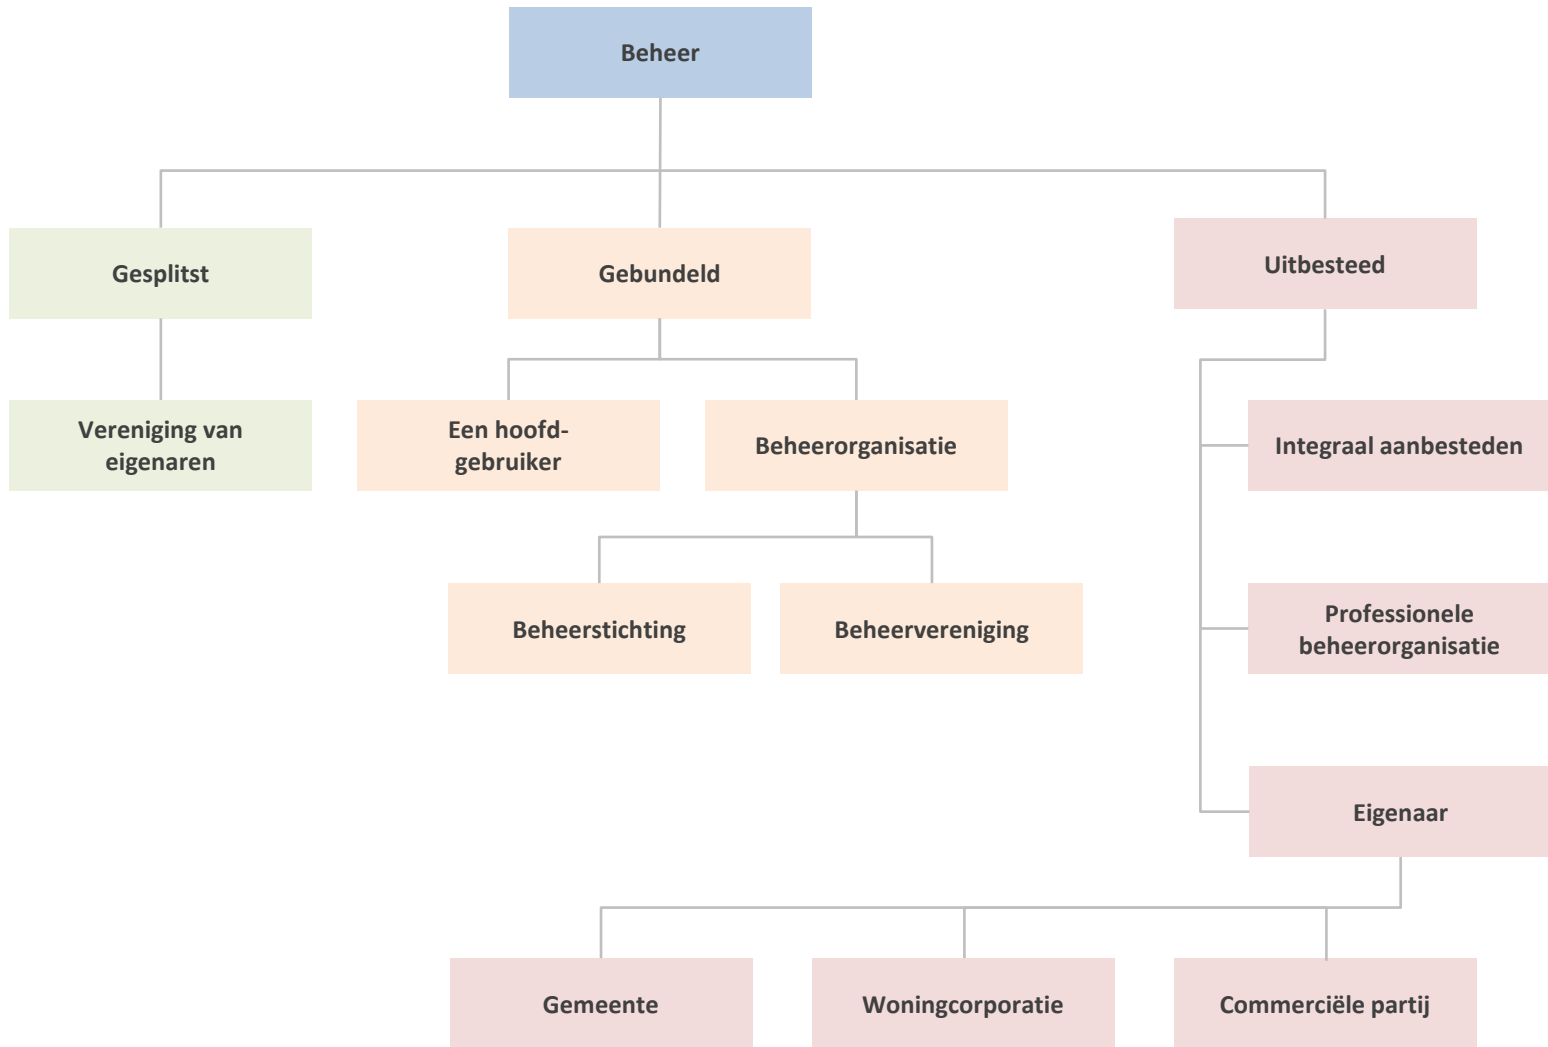 Beheer
Gesplitst
Gebundeld
Uitbesteed
Vereniging van
eigenaren
Een hoofd-
gebruiker
Beheerorganisatie
Integraal aanbesteden
Beheerstichting
Beheervereniging
Professionele
beheerorganisatie
Eigenaar
Gemeente
Woningcorporatie
Commerciële partij